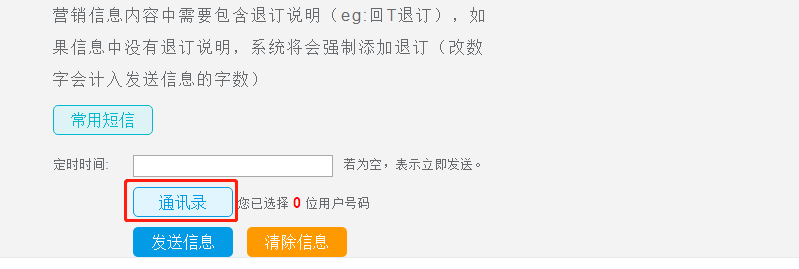 营销信息内容中需要包含退订说明（eg:回T退订），如
果信息中没有退订说明，系统将会强制添加退订（改数
字会计入发送信息的字数）
常用短信
定时时间: 若为空，表示立即发送。
通讯录 您已选择 0 位用户号码
发送信息 清除信息